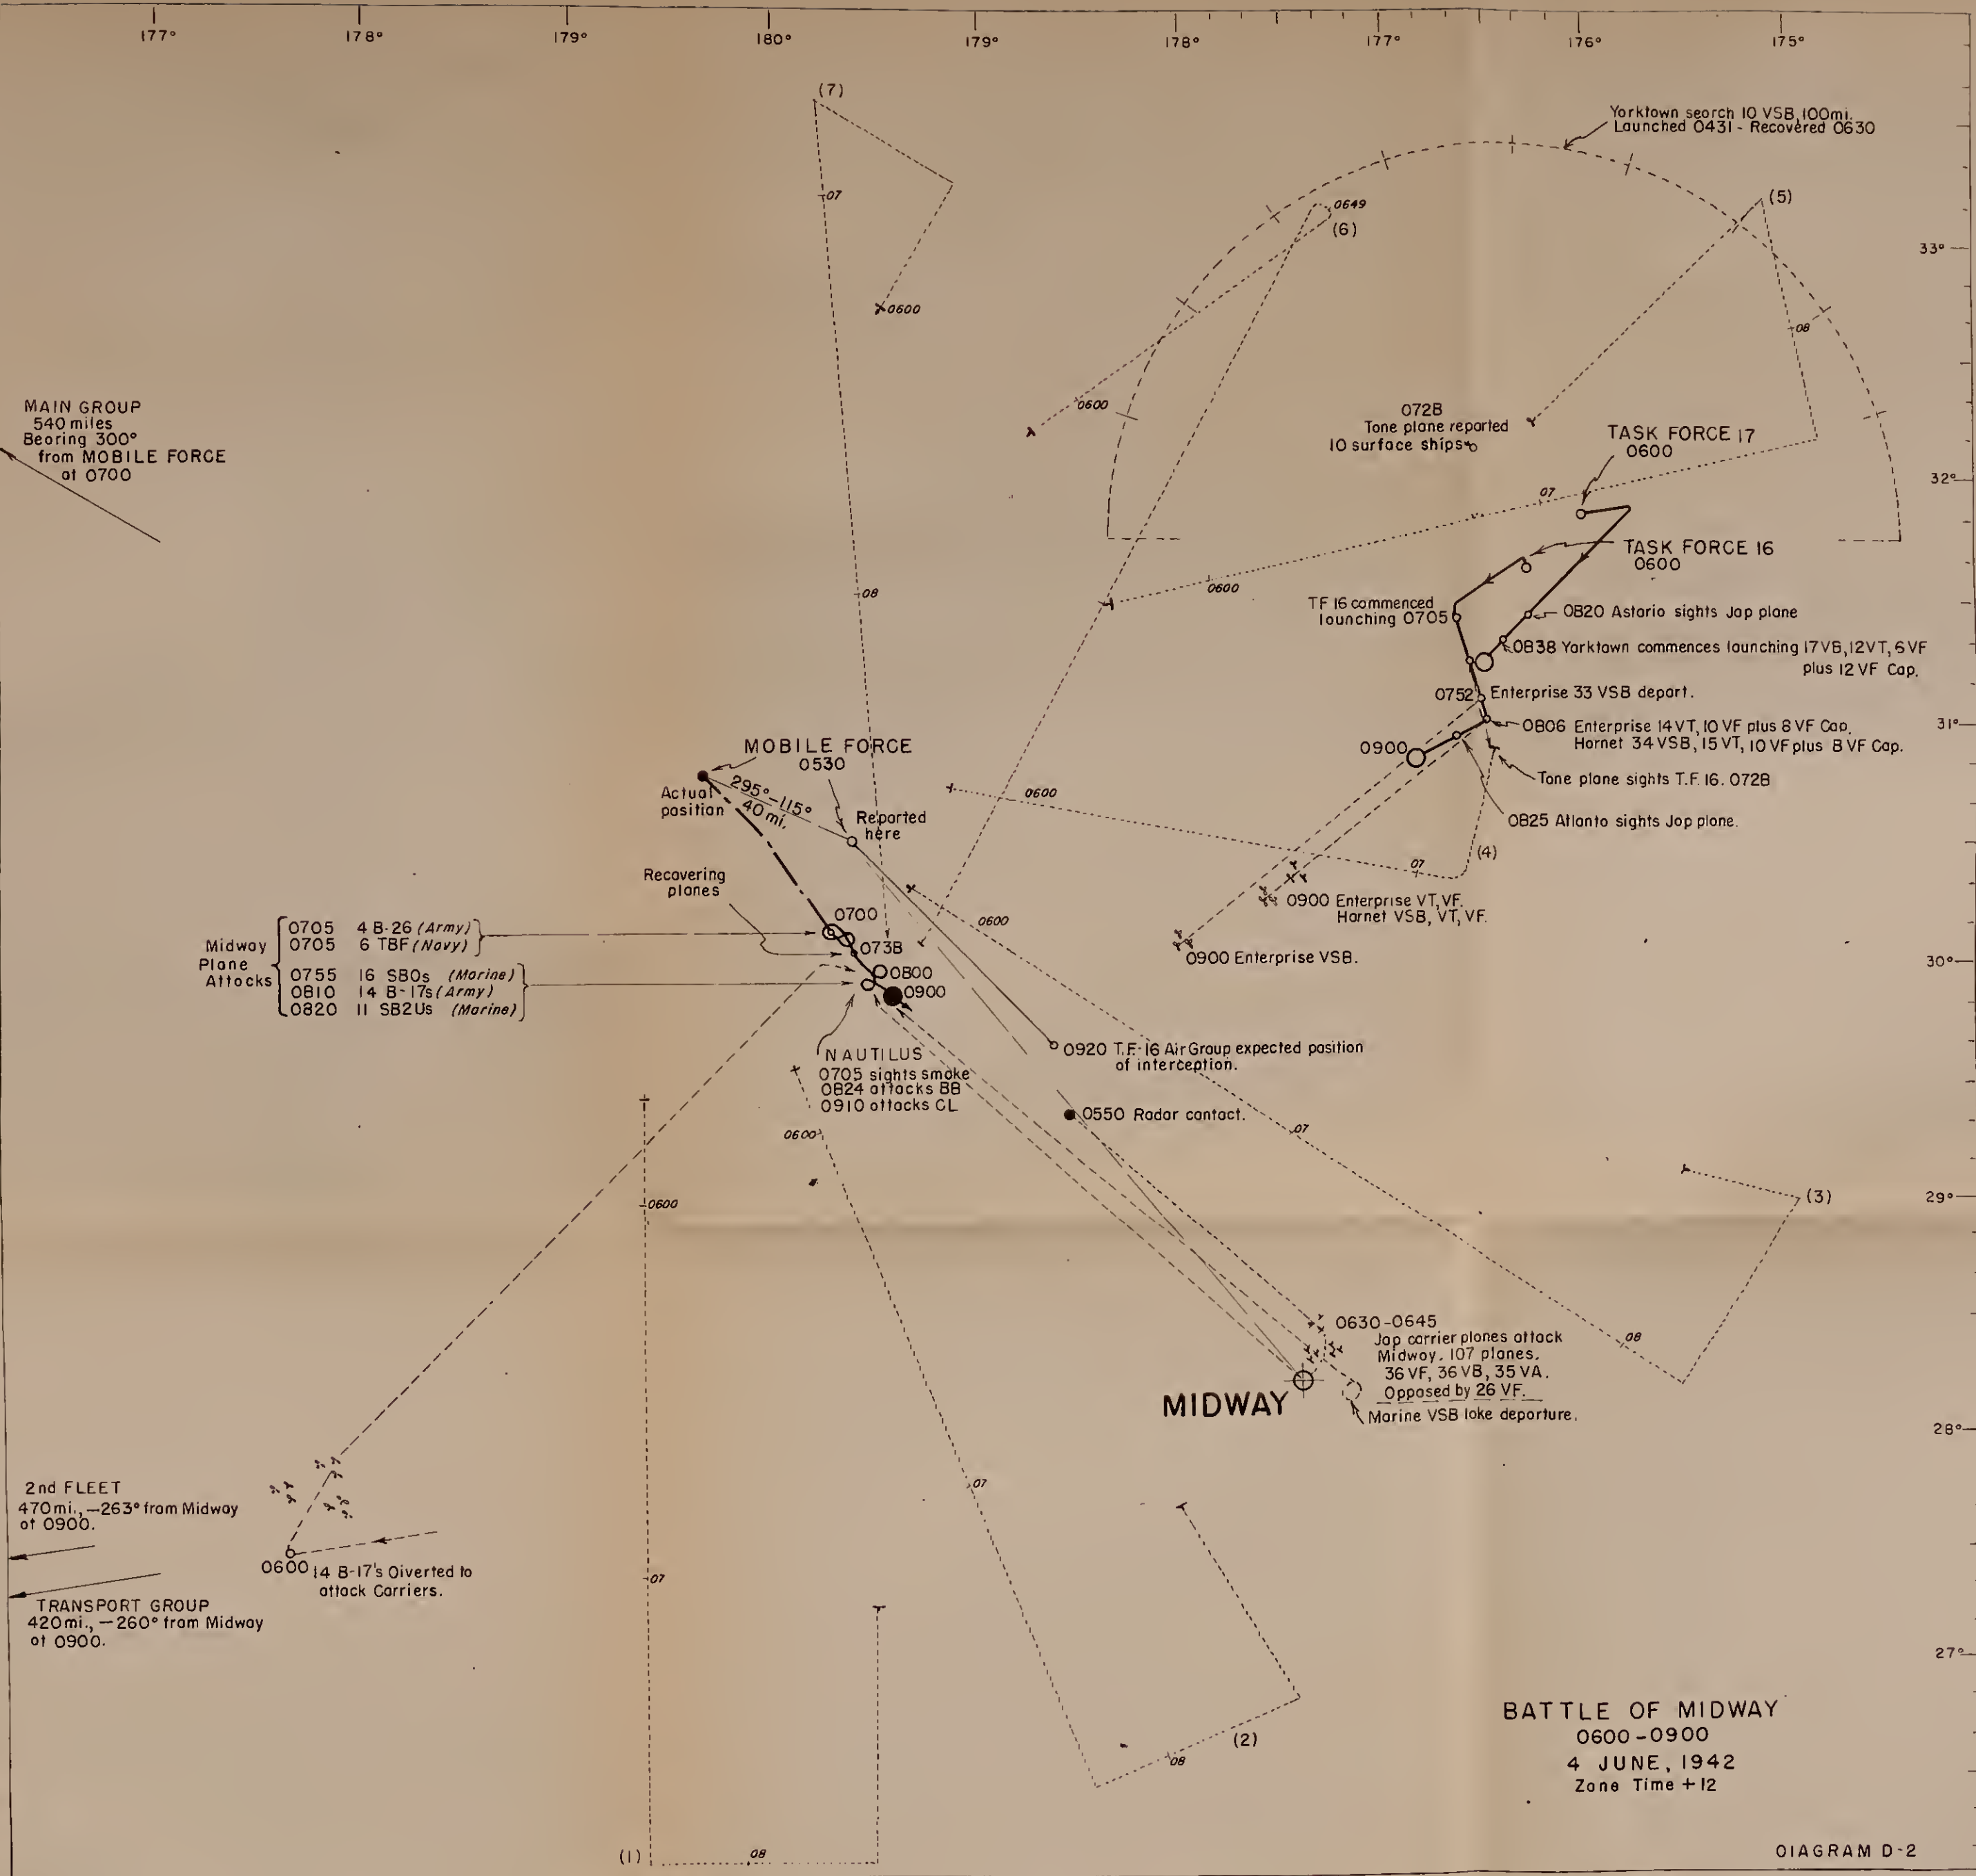 177° 178° 179° 180° 179° 178° 177° 176° 175°
(7)
07
0600
08
Yorktown search 10 VSB, 100mi.
Launched 0431 - Recovered 0630
0649
(6)
0600
(5)
08
33°
MAIN GROUP
540 miles
Bearing 300°
from MOBILE FORCE
at 0700
0728
Tone plane reported
10 surface ships
TASK FORCE 17
0600
32°
07
0600
TASK FORCE 16
0600
TF 16 commenced
launching 0705
0820 Astoria sights Jap plane
0838 Yorktown commences launching 17VB, 12VT, 6VF
plus 12 VF Cap.
0752 Enterprise 33 VSB depart.
0806 Enterprise 14 VT, 10 VF plus 8 VF Cap.
Hornet 34 VSB, 15 VT, 10 VF plus 8 VF Cap.
31°
0900
Tone plane sights T.F. 16. 0728
0825 Atlanta sights Jap plane.
MOBILE FORCE
0530
Actual
position
295°-115°
40 mi.
Reported
here
0600
07
(4)
0900 Enterprise VT, VF.
Hornet VSB, VT, VF.
0900 Enterprise VSB.
30°
Recovering
planes
0700
0738
0800
0900
0600
Midway
Plane
Attacks
0705 4 B-26 (Army)
0705 6 TBF (Navy)
0755 16 SBDs (Marine)
0810 14 B-17s (Army)
0820 11 SB2Us (Marine)
NAUTILUS
0705 sights smoke
0824 attacks BB
0910 attacks CL
0920 T.F.-16 Air Group expected position
of interception.
0550 Radar contact.
07
0600
0600
29°
(3)
08
0630-0645
Jap carrier planes attack
Midway. 107 planes.
36 VF, 36 VB, 35 VA.
Opposed by 26 VF.
Marine VSB take departure.
MIDWAY
28°
2nd FLEET
470 mi., -263° from Midway
at 0900.
0600 14 B-17's Diverted to
attack Carriers.
TRANSPORT GROUP
420 mi., -260° from Midway
at 0900.
07
07
27°
(2)
08
(1)
08
BATTLE OF MIDWAY
0600-0900
4 JUNE, 1942
Zone Time +12
DIAGRAM D-2